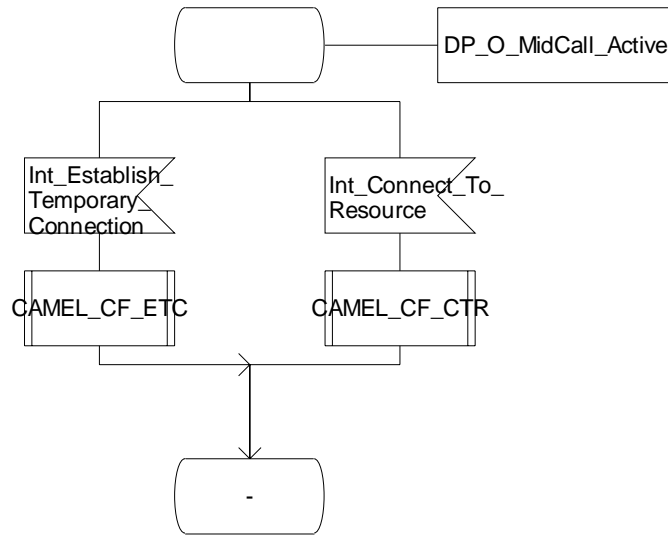 DP_O_MidCall_Active
Int_Establish_
Temporary_
Connection
Int_Connect_To_
Resource
CAMEL_CF_ETC
CAMEL_CF_CTR
-